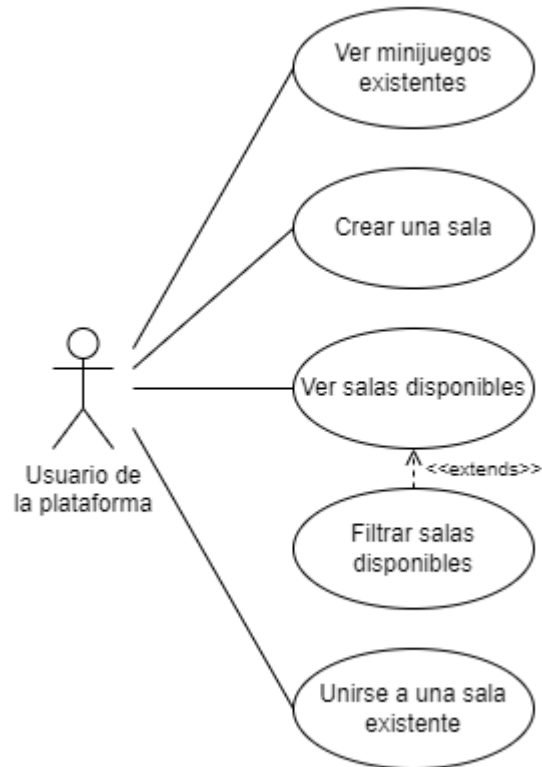 Ver minijuegos
existentes
Crear una sala
Ver salas disponibles
<<extends>>
Usuario de
la plataforma
Filtrar salas
disponibles
Unirse a una sala
existente